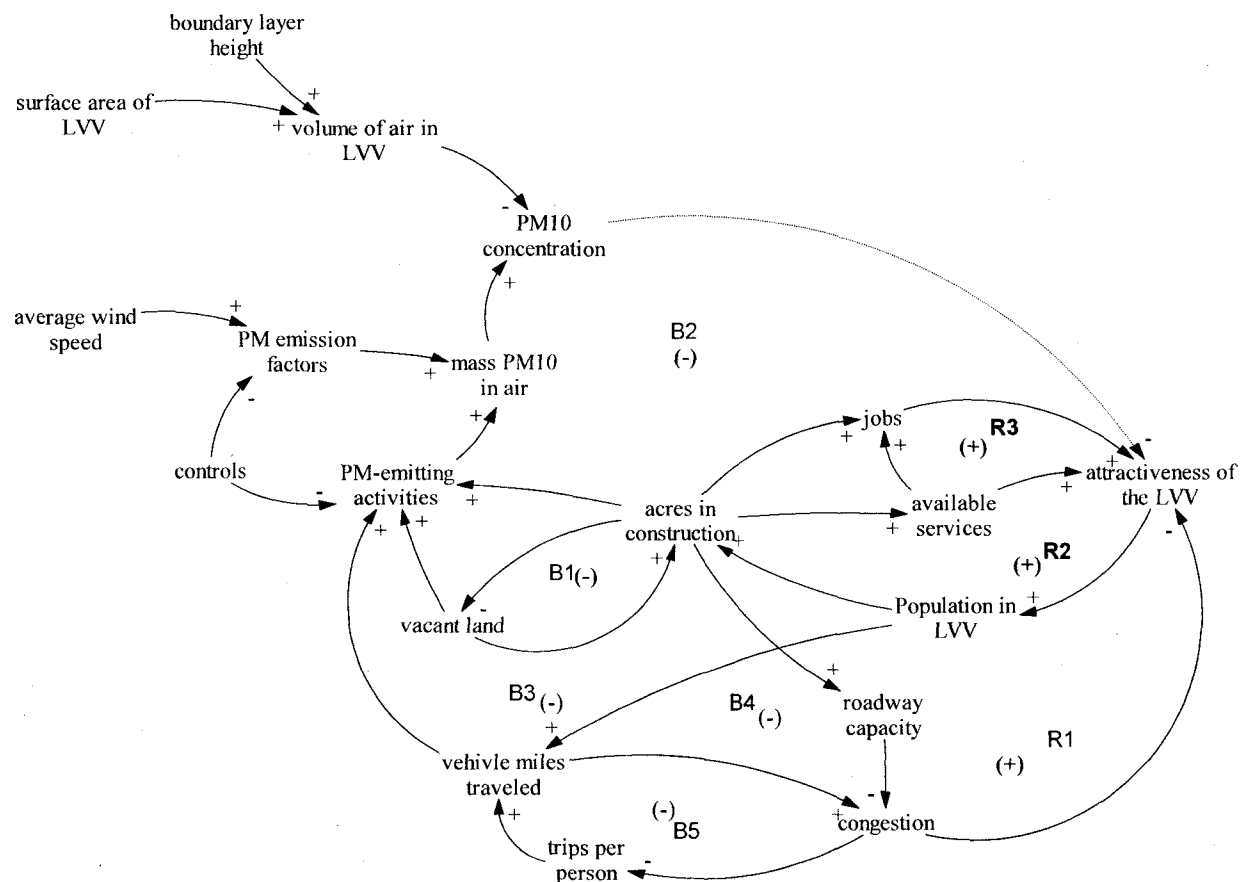 boundary layer
height
+
surface area of
LVV
+
volume of air in
LVV
-
PM10
concentration
+
average wind
speed
+
PM emission
factors
-
+
mass PM10
in air
+
B2
(-)
jobs
+
+
(+) R3
-
+
attractiveness of
the LVV
-
controls
-
PM-emitting
activities
+
+
+
acres in
construction
+
+
+
available
services
+
B1(-)
-
vacant land
(+) R2
+
Population in
LVV
B3 (-)
+
B4 (-)
+
roadway
capacity
R1
(+)
vehivle miles
traveled
+
(-) B5
-
+
congestion
trips per
person
-